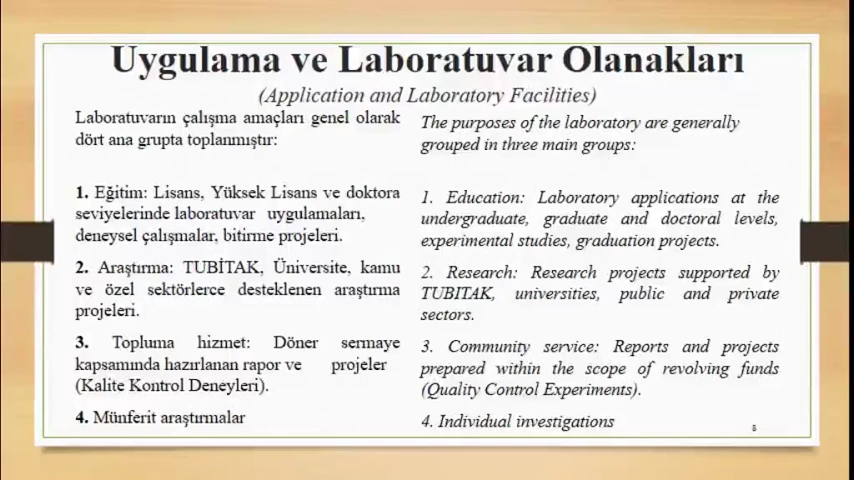 Uygulama ve Laboratuvar Olanakları
(Application and Laboratory Facilities)
Laboratuvarın çalışma amaçları genel olarak
dört ana grupta toplanmıştır:
1. Eğitim: Lisans, Yüksek Lisans ve doktora
seviyelerinde laboratuvar uygulamaları,
deneysel çalışmalar, bitirme projeleri.
2. Araştırma: TUBİTAK, Üniversite, kamu
ve özel sektörlerce desteklenen araştırma
projeleri.
3. Topluma hizmet: Döner sermaye
kapsamında hazırlanan rapor ve projeler
(Kalite Kontrol Deneyleri).
4. Münferit araştırmalar
The purposes of the laboratory are generally
grouped in three main groups:
1. Education: Laboratory applications at the
undergraduate, graduate and doctoral levels,
experimental studies, graduation projects.
2. Research: Research projects supported by
TUBITAK, universities, public and private
sectors.
3. Community service: Reports and projects
prepared within the scope of revolving funds
(Quality Control Experiments).
4. Individual investigations